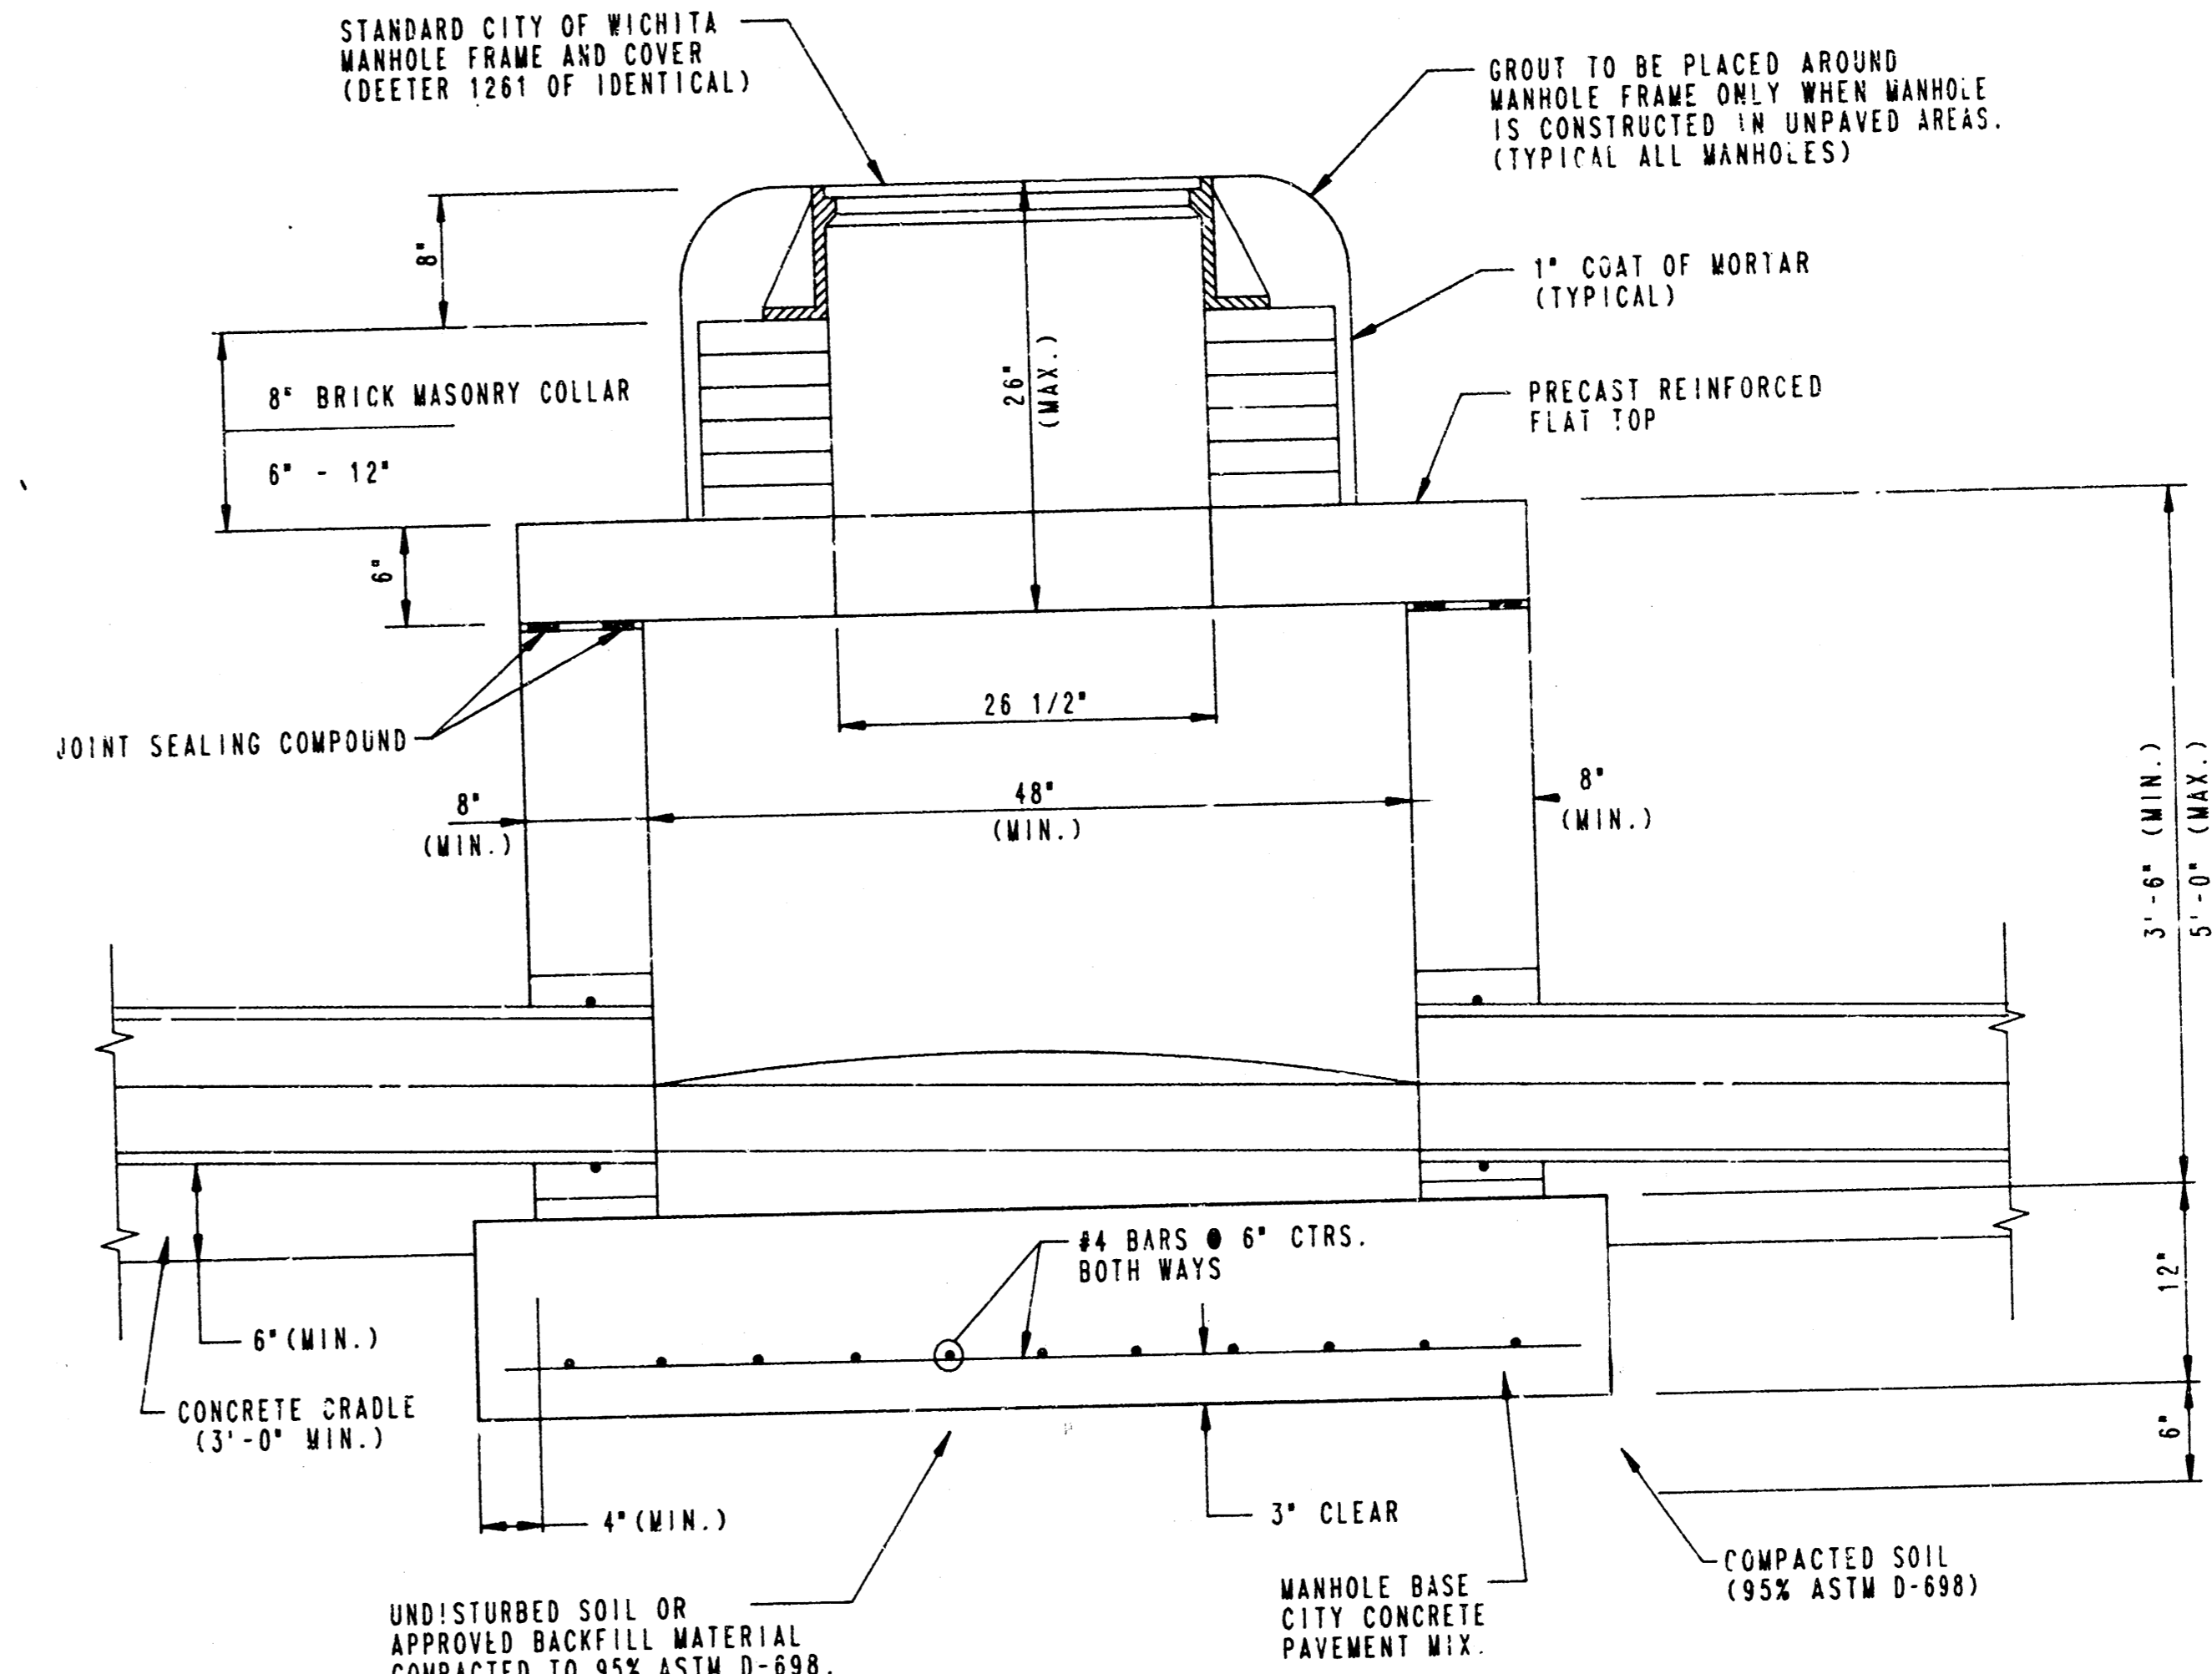 STANDARD CITY OF WICHITA
MANHOLE FRAME AND COVER
(DEETER 1261 OF IDENTICAL)
GROUT TO BE PLACED AROUND
MANHOLE FRAME ONLY WHEN MANHOLE
IS CONSTRUCTED IN UNPAVED AREAS.
(TYPICAL ALL MANHOLES)
8"
1" COAT OF MORTAR
(TYPICAL)
26"
(MAX.)
8" BRICK MASONRY COLLAR
6" - 12"
PRECAST REINFORCED
FLAT TOP
6"
JOINT SEALING COMPOUND
26 1/2"
8"
(MIN.)
48"
(MIN.)
8"
(MIN.)
3'-6" (MIN.)
5'-0" (MAX.)
#4 BARS @ 6" CTRS.
BOTH WAYS
12"
6" (MIN.)
CONCRETE CRADLE
(3'-0" MIN.)
6"
4" (MIN.)
3" CLEAR
COMPACTED SOIL
(95% ASTM D-698)
MANHOLE BASE
CITY CONCRETE
PAVEMENT MIX.
UNDISTURBED SOIL OR
APPROVED BACKFILL MATERIAL
COMPACTED TO 95% ASTM D-698.